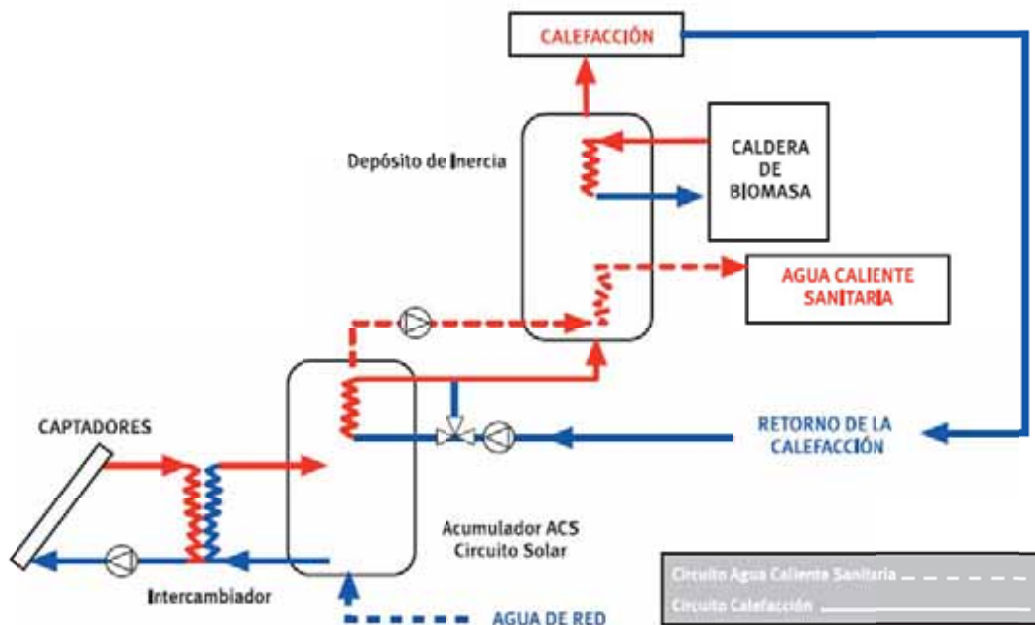 CALEFACCIÓN
Depósito de Inercia
CALDERA
DE
BIOMASA
AGUA CALIENTE
SANITARIA
CAPTADORES
RETORNO DE LA
CALEFACCIÓN
Acumulador ACS
Circuito Solar
Intercambiador
AGUA DE RED
Circuito Agua Caliente Sanitaria
Circuito Calefacción